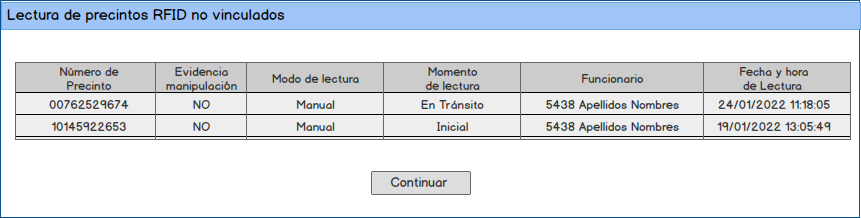 Lectura de precintos RFID no vinculados
Número de Precinto Evidencia manipulación Modo de lectura Momento de lectura Funcionario Fecha y hora de Lectura
00762529674 NO Manual En Tránsito 5438 Apellidos Nombres 24/01/2022 11:18:05
10145922653 NO Manual Inicial 5438 Apellidos Nombres 19/01/2022 13:05:49
Continuar